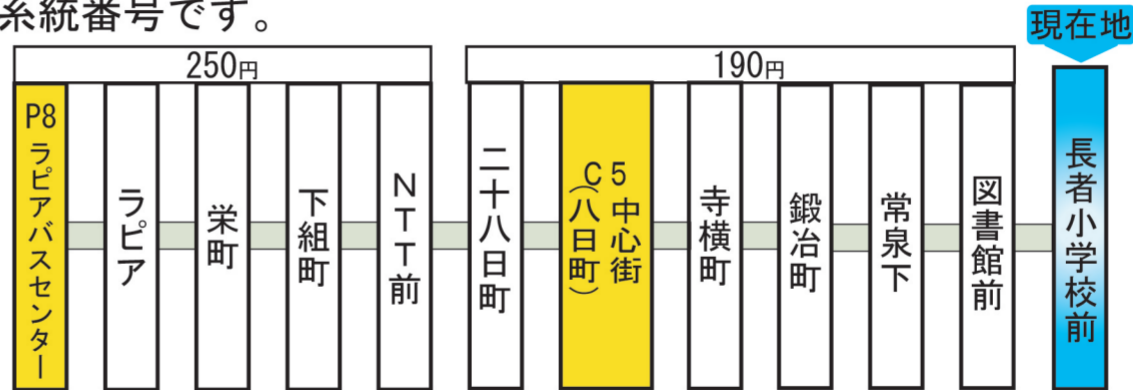 系統番号です。
現在地
250円
190円
P8 ラピアバスセンター
ラピア
栄町
下組町
NTT前
二十八日町
C5 中心街
(八日町)
寺横町
鍛冶町
常泉下
図書館前
長者小学校前